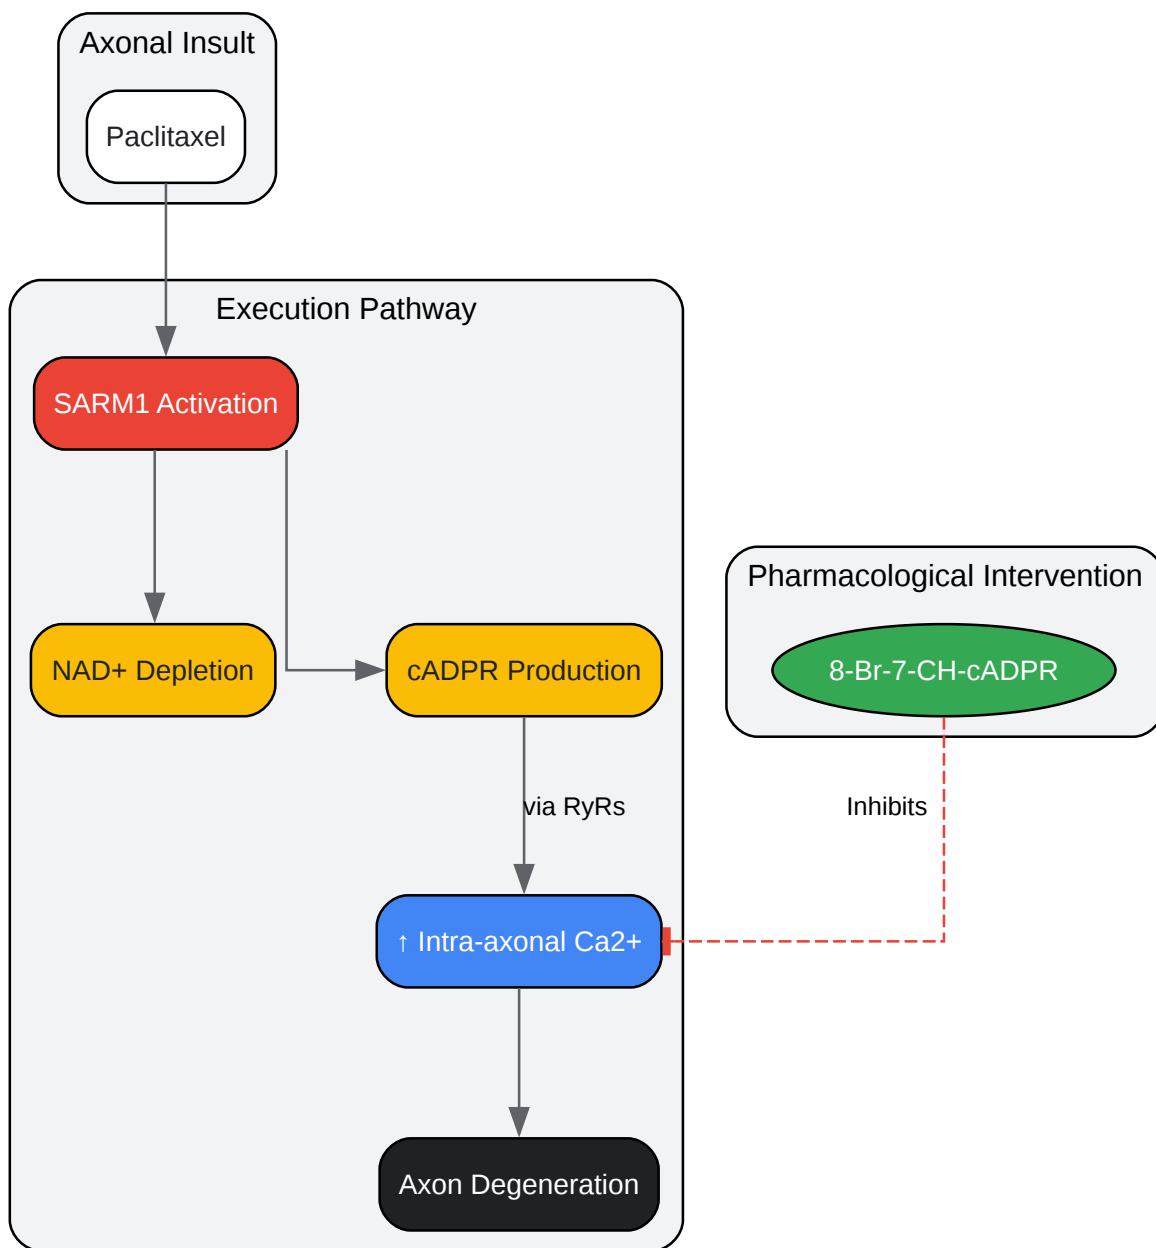 Axonal Insult
Paclitaxel
Execution Pathway
SARM1 Activation
Pharmacological Intervention
NAD+ Depletion
cADPR Production
8-Br-7-CH-cADPR
via RyRs
Inhibits
↑ Intra-axonal Ca2+
Axon Degeneration